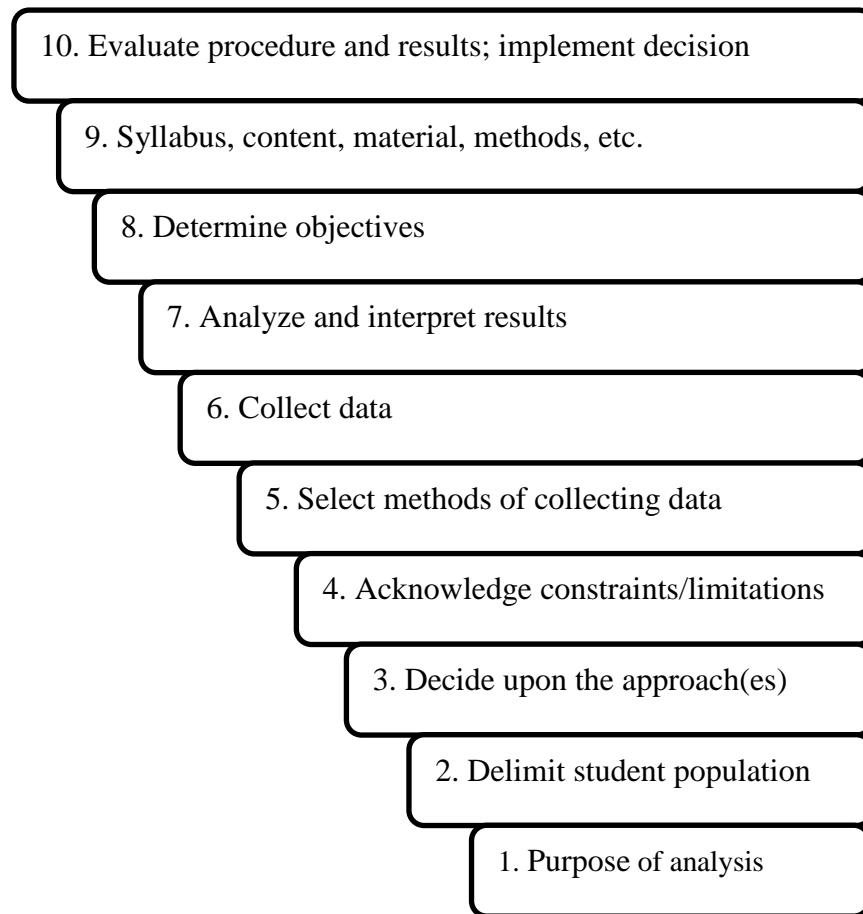 10. Evaluate procedure and results; implement decision
9. Syllabus, content, material, methods, etc.
8. Determine objectives
7. Analyze and interpret results
6. Collect data
5. Select methods of collecting data
4. Acknowledge constraints/limitations
3. Decide upon the approach(es)
2. Delimit student population
1. Purpose of analysis